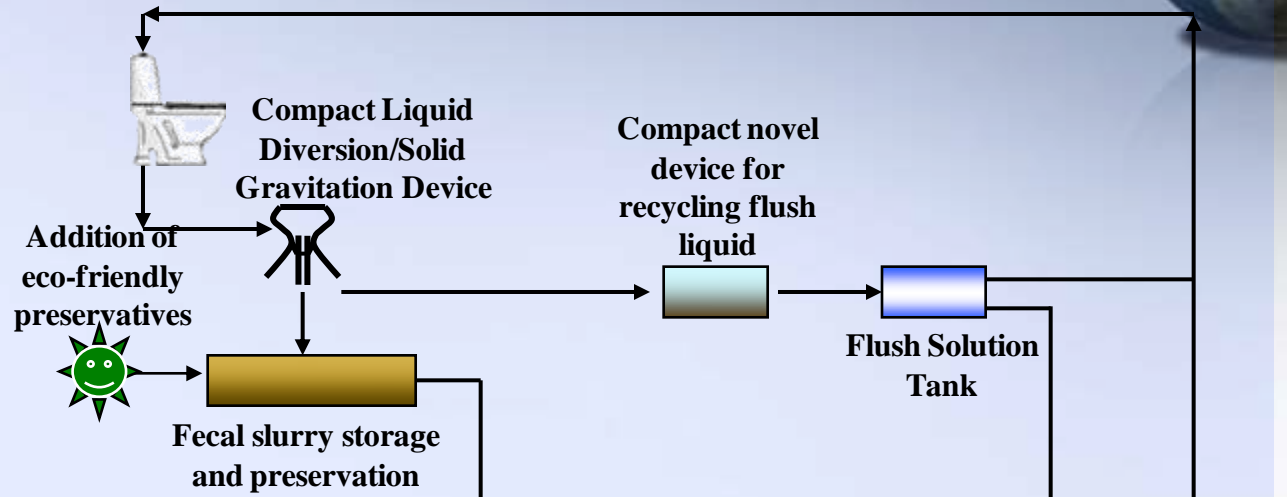 Compact Liquid
Diversion/Solid
Gravitation Device
Compact novel
device for
recycling flush
liquid
Addition of
eco-friendly
preservatives
Flush Solution
Tank
Fecal slurry storage
and preservation